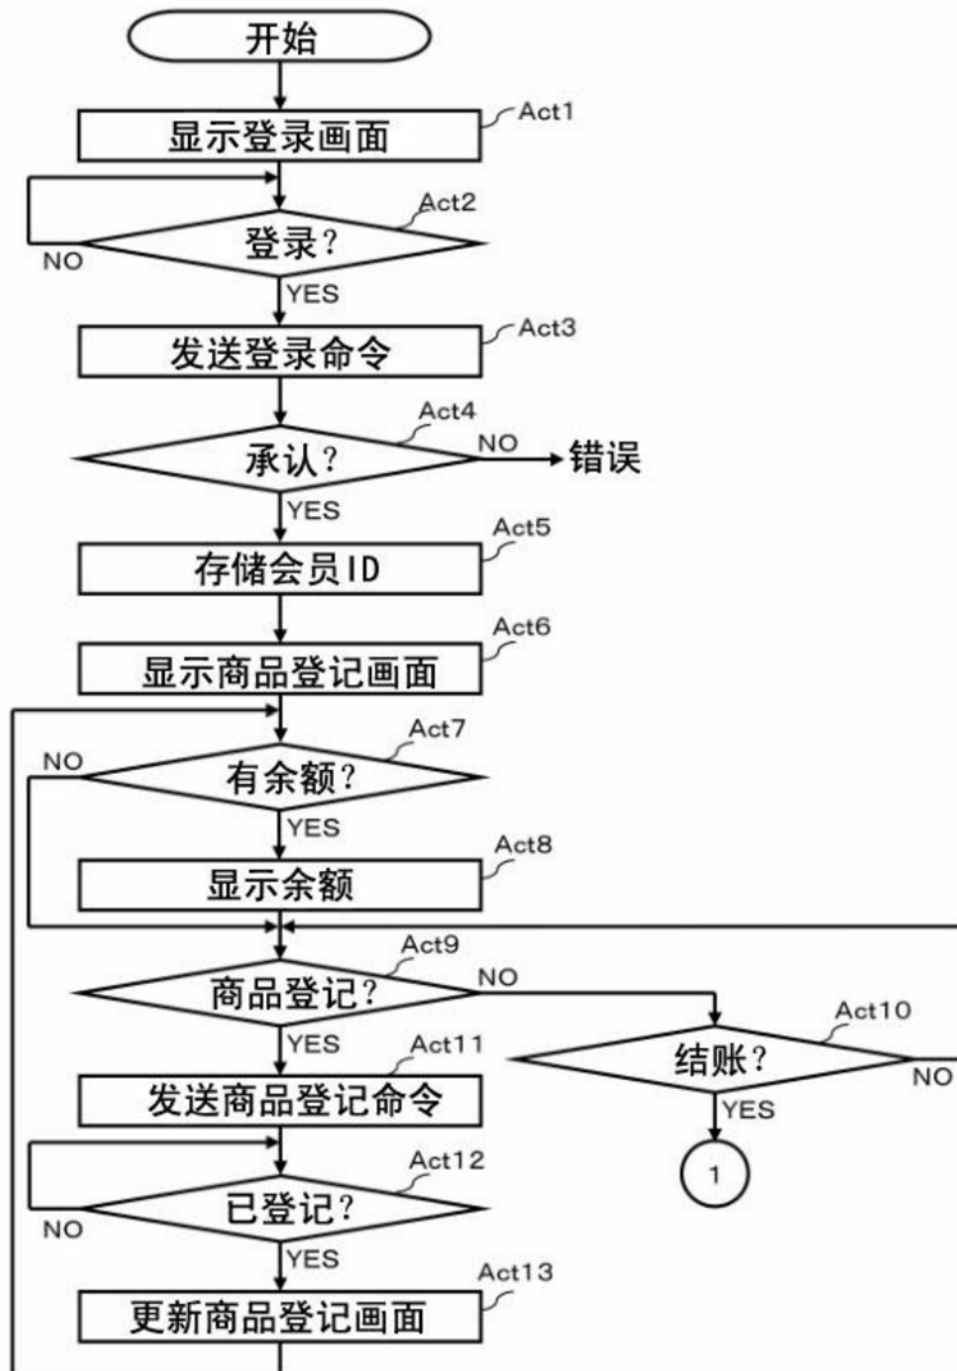 开始
显示登录画面
Act1
登录？
Act2
NO
YES
发送登录命令
Act3
承认？
Act4
NO
错误
YES
存储会员ID
Act5
显示商品登记画面
Act6
有余额？
Act7
NO
YES
显示余额
Act8
商品登记？
Act9
NO
YES
结账？
Act10
NO
YES
1
发送商品登记命令
Act11
已登记？
Act12
NO
YES
更新商品登记画面
Act13